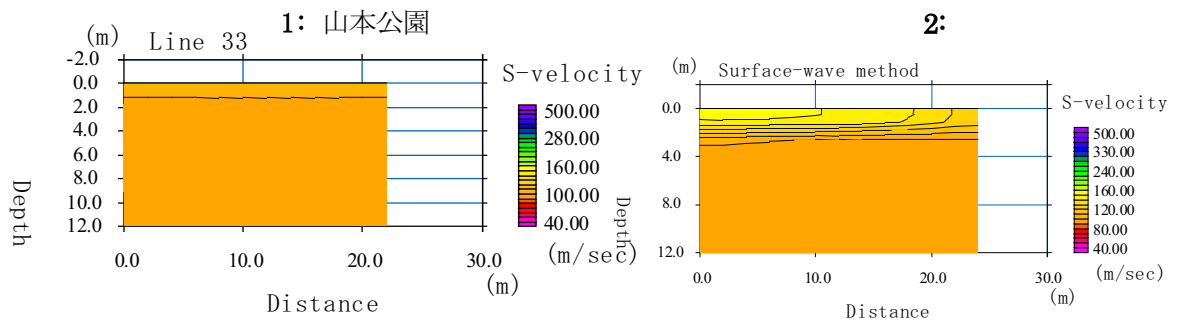 1: 山本公園
(m)
Line 33
-2.0
0.0
2.0
4.0
6.0
8.0
10.0
12.0
Depth
0.0
10.0
20.0
30.0
(m)
Distance
S-velocity
500.00
280.00
160.00
100.00
40.00
(m/sec)
2:
(m)
Surface-wave method
0.0
4.0
8.0
12.0
Depth
0.0
10.0
20.0
30.0
(m)
Distance
S-velocity
500.00
330.00
240.00
160.00
120.00
80.00
40.00
(m/sec)